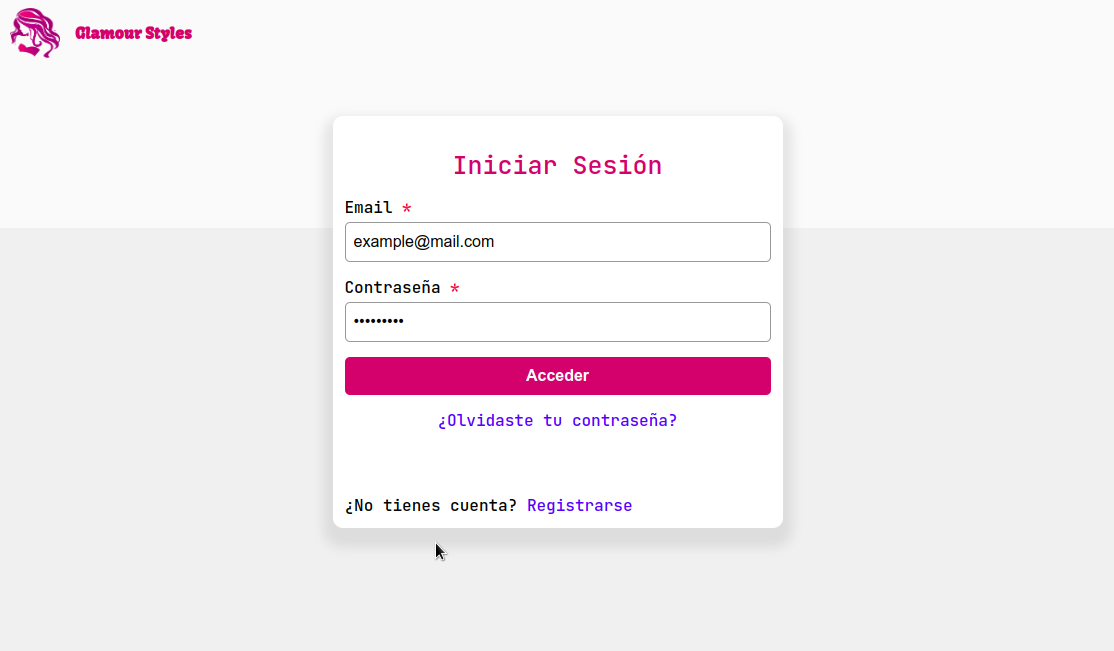 Glamour Styles
Iniciar Sesión
Email *
example@mail.com
Contraseña *
•••••••••
Acceder
¿Olvidaste tu contraseña?
¿No tienes cuenta? Registrarse